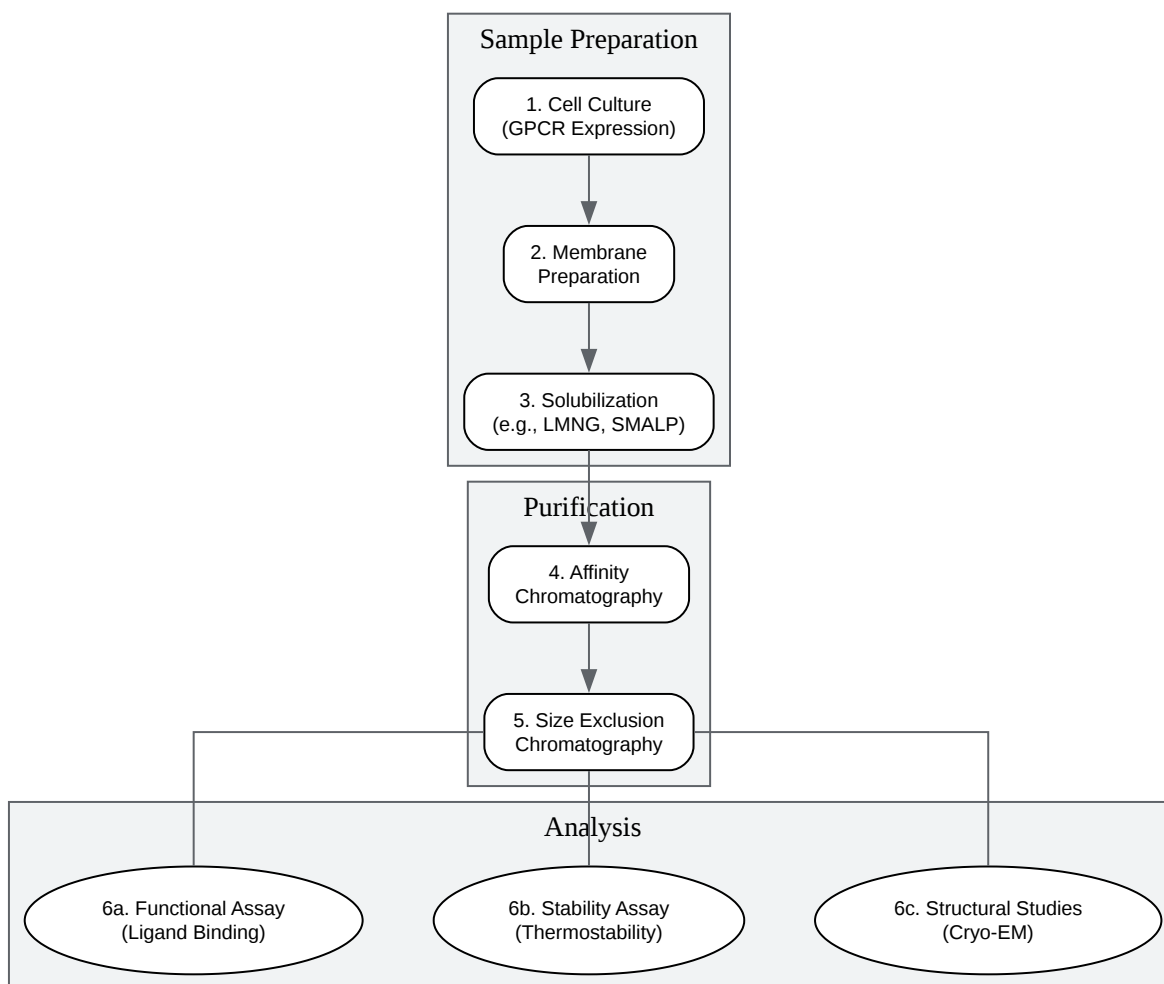 Sample Preparation
1. Cell Culture
(GPCR Expression)
2. Membrane
Preparation
3. Solubilization
(e.g., LMNG, SMALP)
Purification
4. Affinity
Chromatography
5. Size Exclusion
Chromatography
Analysis
6a. Functional Assay
(Ligand Binding)
6b. Stability Assay
(Thermostability)
6c. Structural Studies
(Cryo-EM)